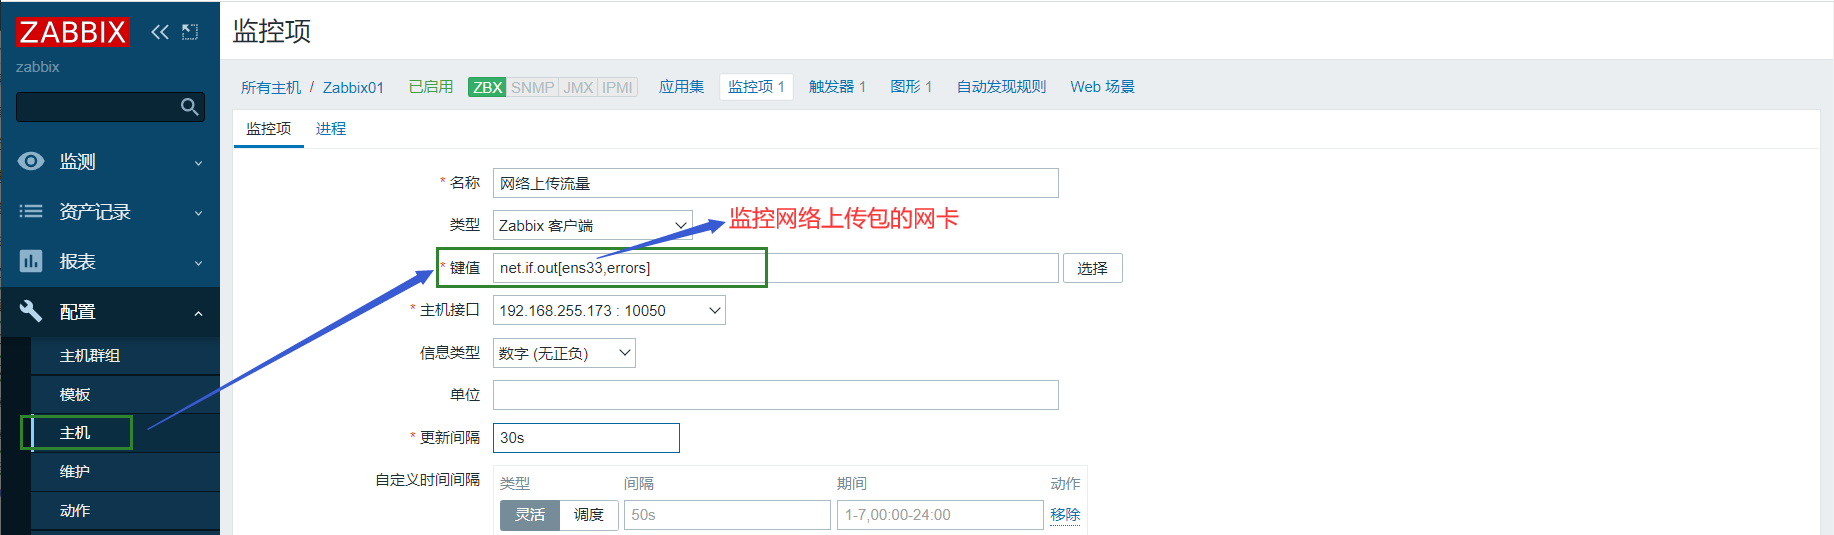 ZABBIX
zabbix
监测
资产记录
报表
配置
主机群组
模板
主机
维护
动作
监控项
所有主机 / Zabbix01 已启用 ZBX SNMP JMX IPMI 应用集 监控项 1 触发器 1 图形 1 自动发现规则 Web 场景
监控项 进程
* 名称 网络上传流量
类型 Zabbix 客户端
监控网络上传包的网卡
* 键值 net.if.out[ens33,errors] 选择
* 主机接口 192.168.255.173 : 10050
信息类型 数字 (无正负)
单位
* 更新间隔 30s
自定义时间间隔 类型 间隔 期间 动作
灵活 调度 50s 1-7,00:00-24:00 移除